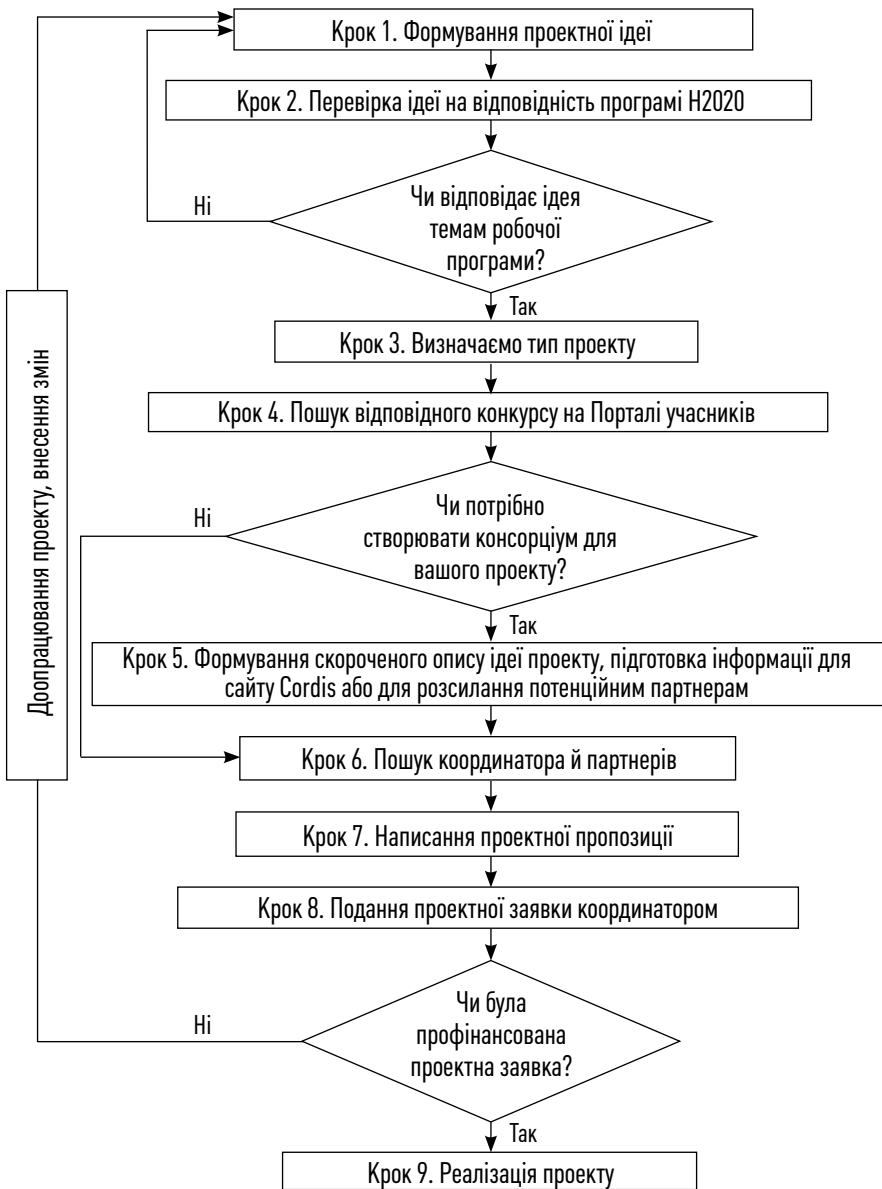 Крок 1. Формування проектної ідеї
Крок 2. Перевірка ідеї на відповідність програмі H2020
Чи відповідає ідея
темам робочої
програми?
Ні
Так
Крок 3. Визначаємо тип проекту
Крок 4. Пошук відповідного конкурсу на Порталі учасників
Чи потрібно
створювати консорціум для
вашого проекту?
Ні
Так
Доопрацювання проекту, внесення змін
Крок 5. Формування скороченого опису ідеї проекту, підготовка інформації для
сайту Cordis або для розсилання потенційним партнерам
Крок 6. Пошук координатора й партнерів
Крок 7. Написання проектної пропозиції
Крок 8. Подання проектної заявки координатором
Чи була
профінансована
проектна заявка?
Ні
Так
Крок 9. Реалізація проекту